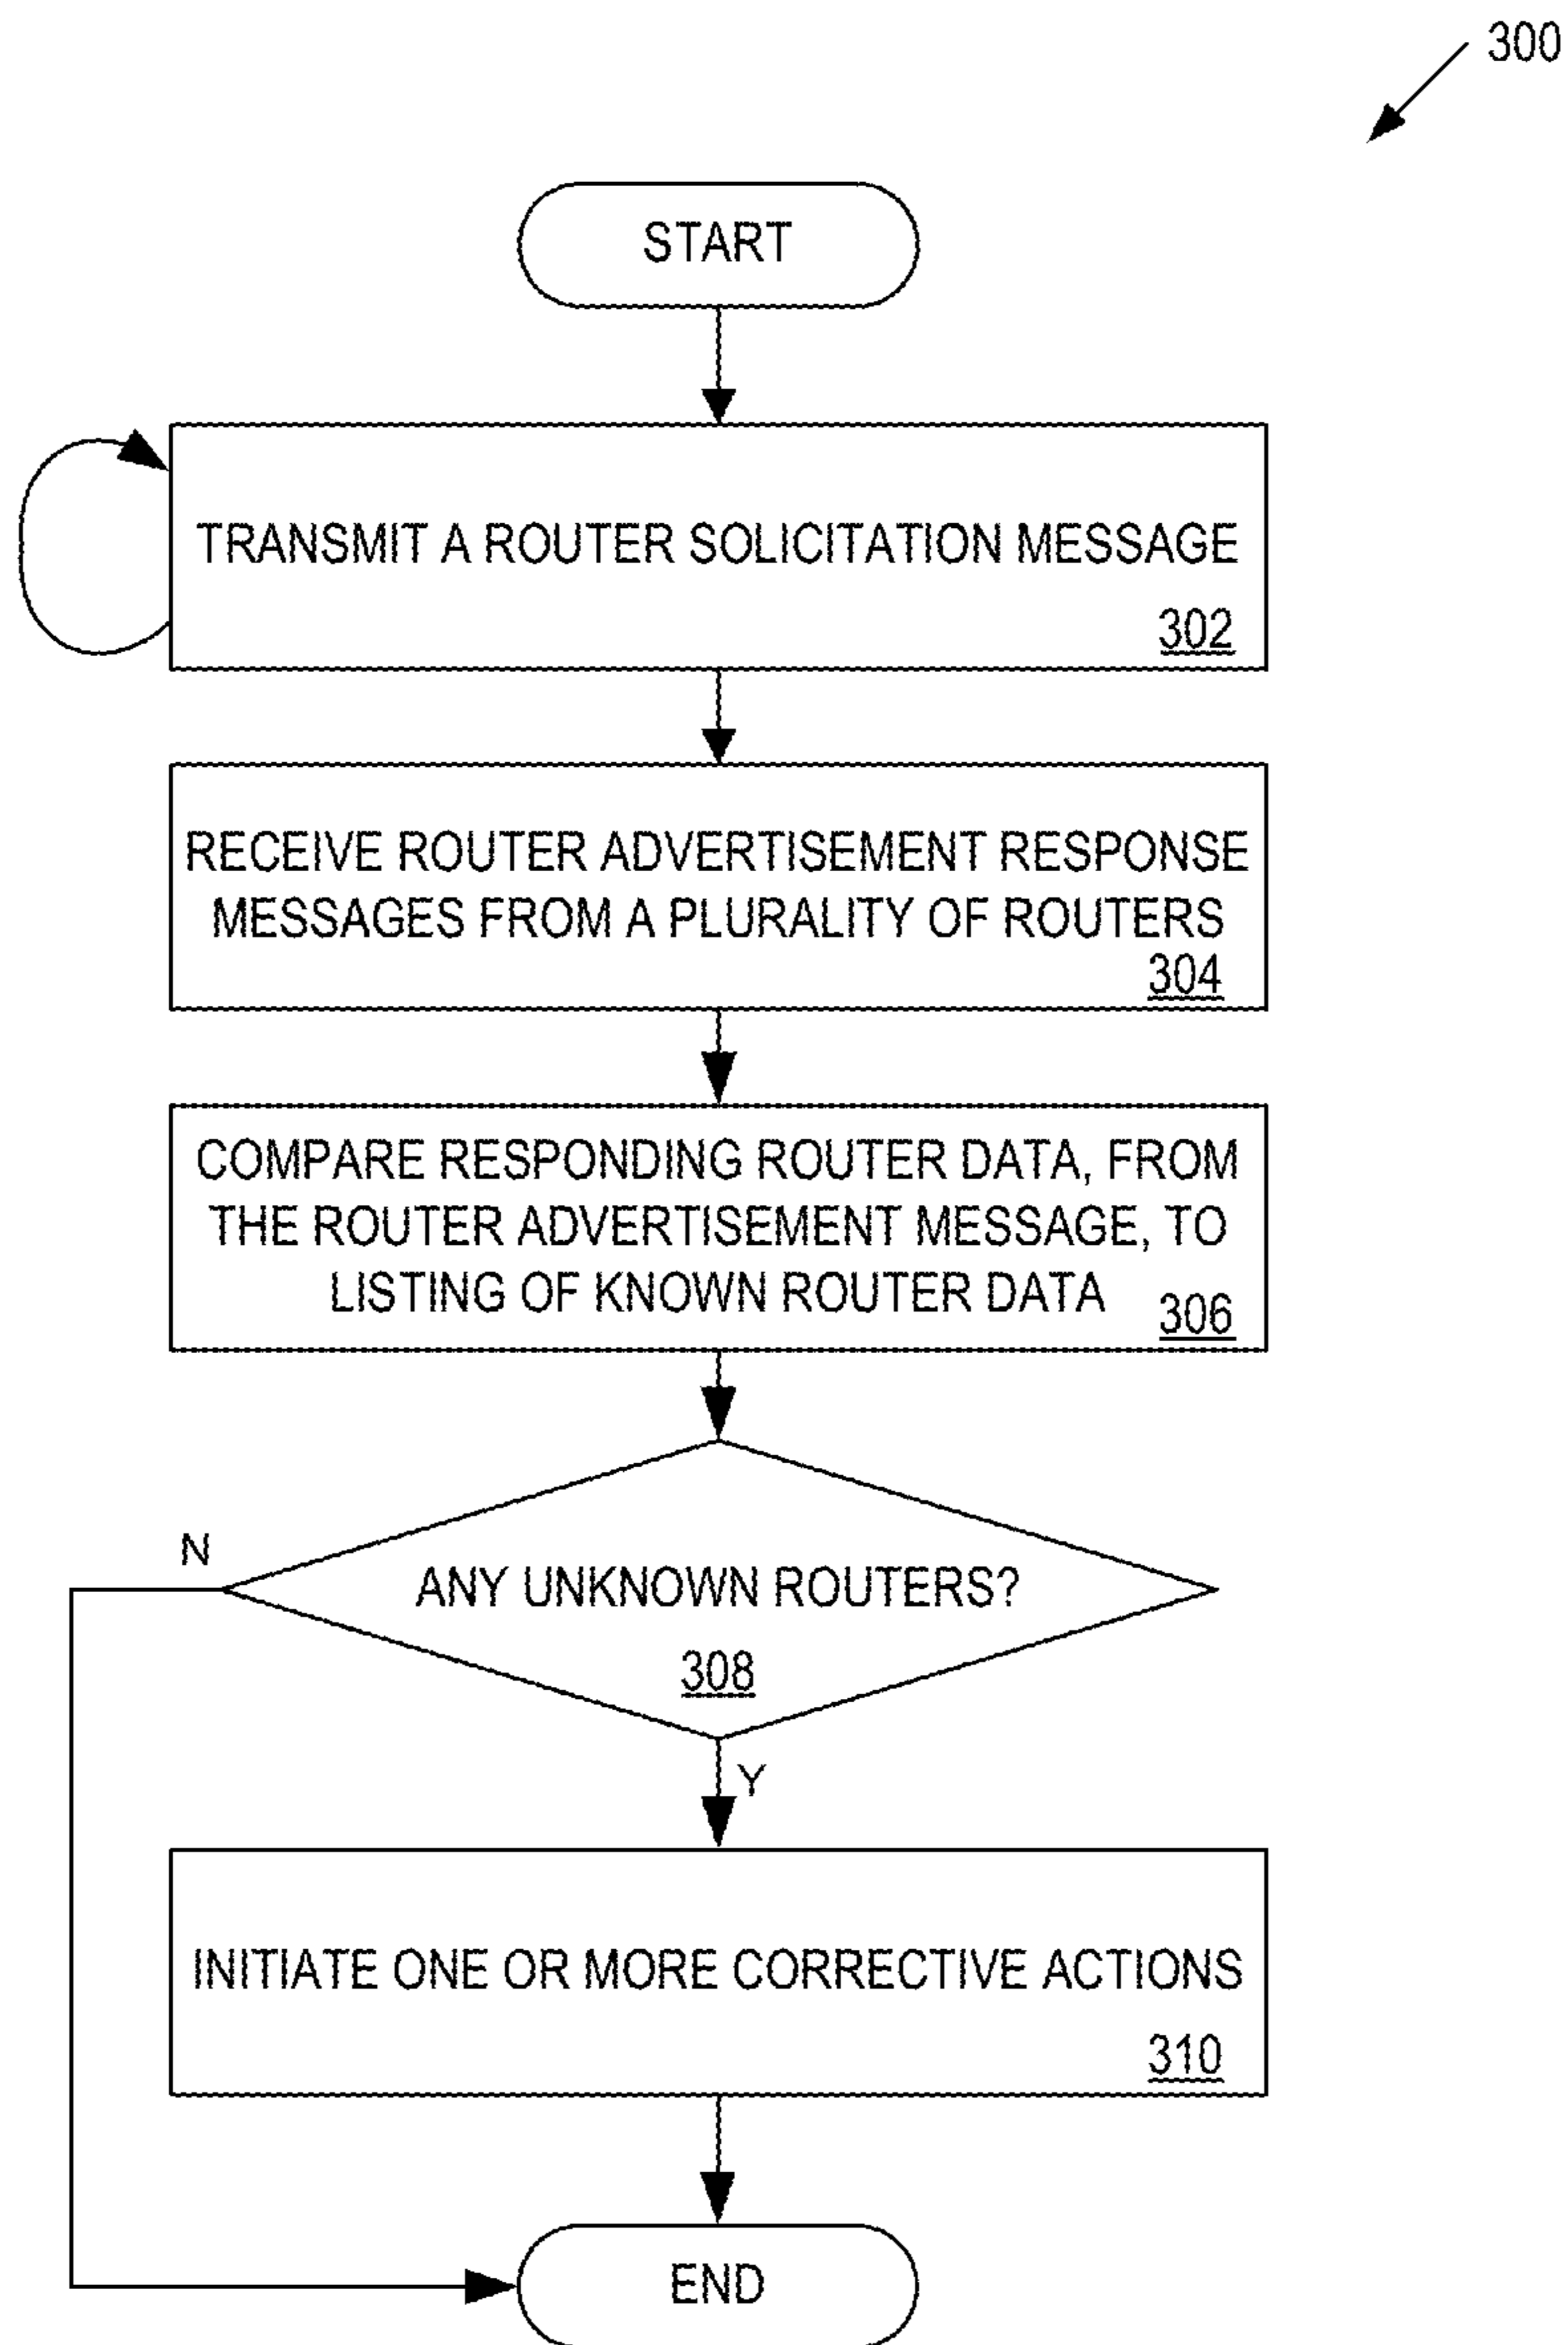 300
START
TRANSMIT A ROUTER SOLICITATION MESSAGE
302
RECEIVE ROUTER ADVERTISEMENT RESPONSE
MESSAGES FROM A PLURALITY OF ROUTERS
304
COMPARE RESPONDING ROUTER DATA, FROM
THE ROUTER ADVERTISEMENT MESSAGE, TO
LISTING OF KNOWN ROUTER DATA
306
N
ANY UNKNOWN ROUTERS?
308
Y
INITIATE ONE OR MORE CORRECTIVE ACTIONS
310
END